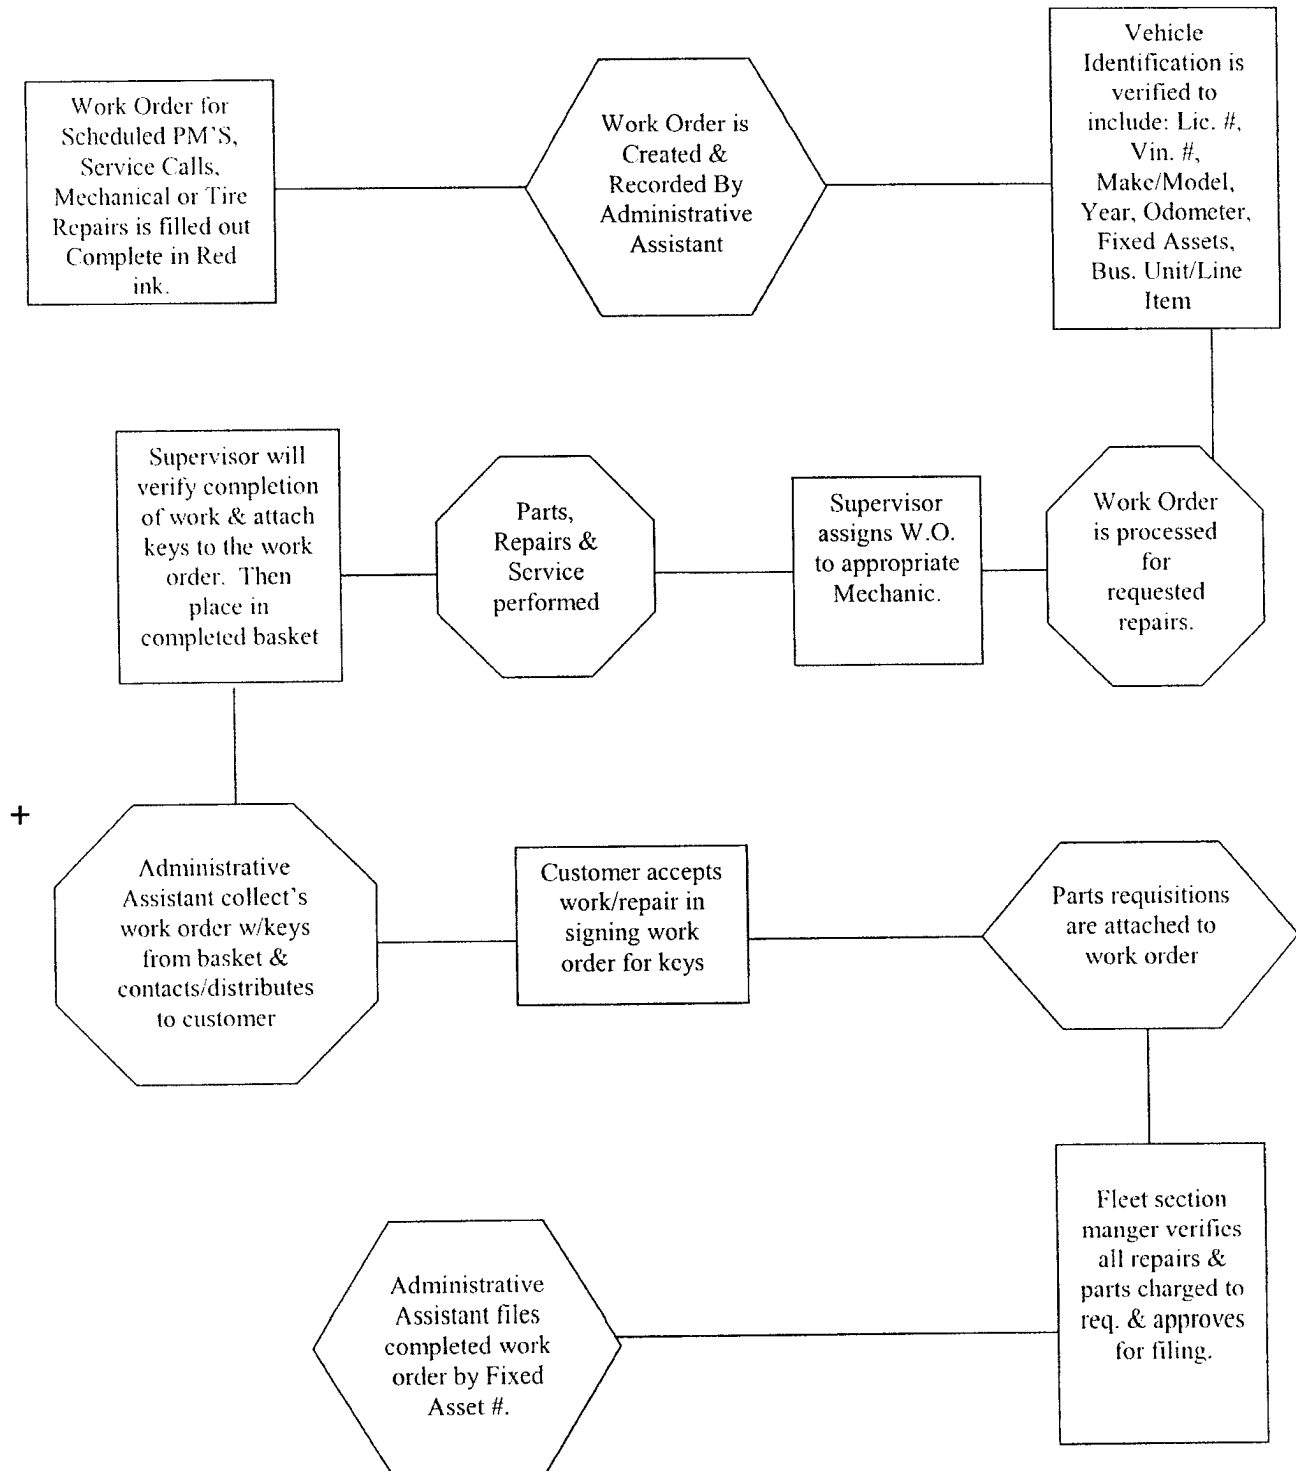 Work Order for
Scheduled PM'S,
Service Calls,
Mechanical or Tire
Repairs is filled out
Complete in Red
ink.
Work Order is
Created &
Recorded By
Administrative
Assistant
Vehicle
Identification is
verified to
include: Lic. #,
Vin. #,
Make/Model,
Year, Odometer,
Fixed Assets,
Bus. Unit/Line
Item
Work Order
is processed
for
requested
repairs.
Supervisor
assigns W.O.
to appropriate
Mechanic.
Parts,
Repairs &
Service
performed
Supervisor will
verify completion
of work & attach
keys to the work
order. Then
place in
completed basket
+
Administrative
Assistant collect's
work order w/keys
from basket &
contacts/distributes
to customer
Customer accepts
work/repair in
signing work
order for keys
Parts requisitions
are attached to
work order
Fleet section
manger verifies
all repairs &
parts charged to
req. & approves
for filing.
Administrative
Assistant files
completed work
order by Fixed
Asset #.